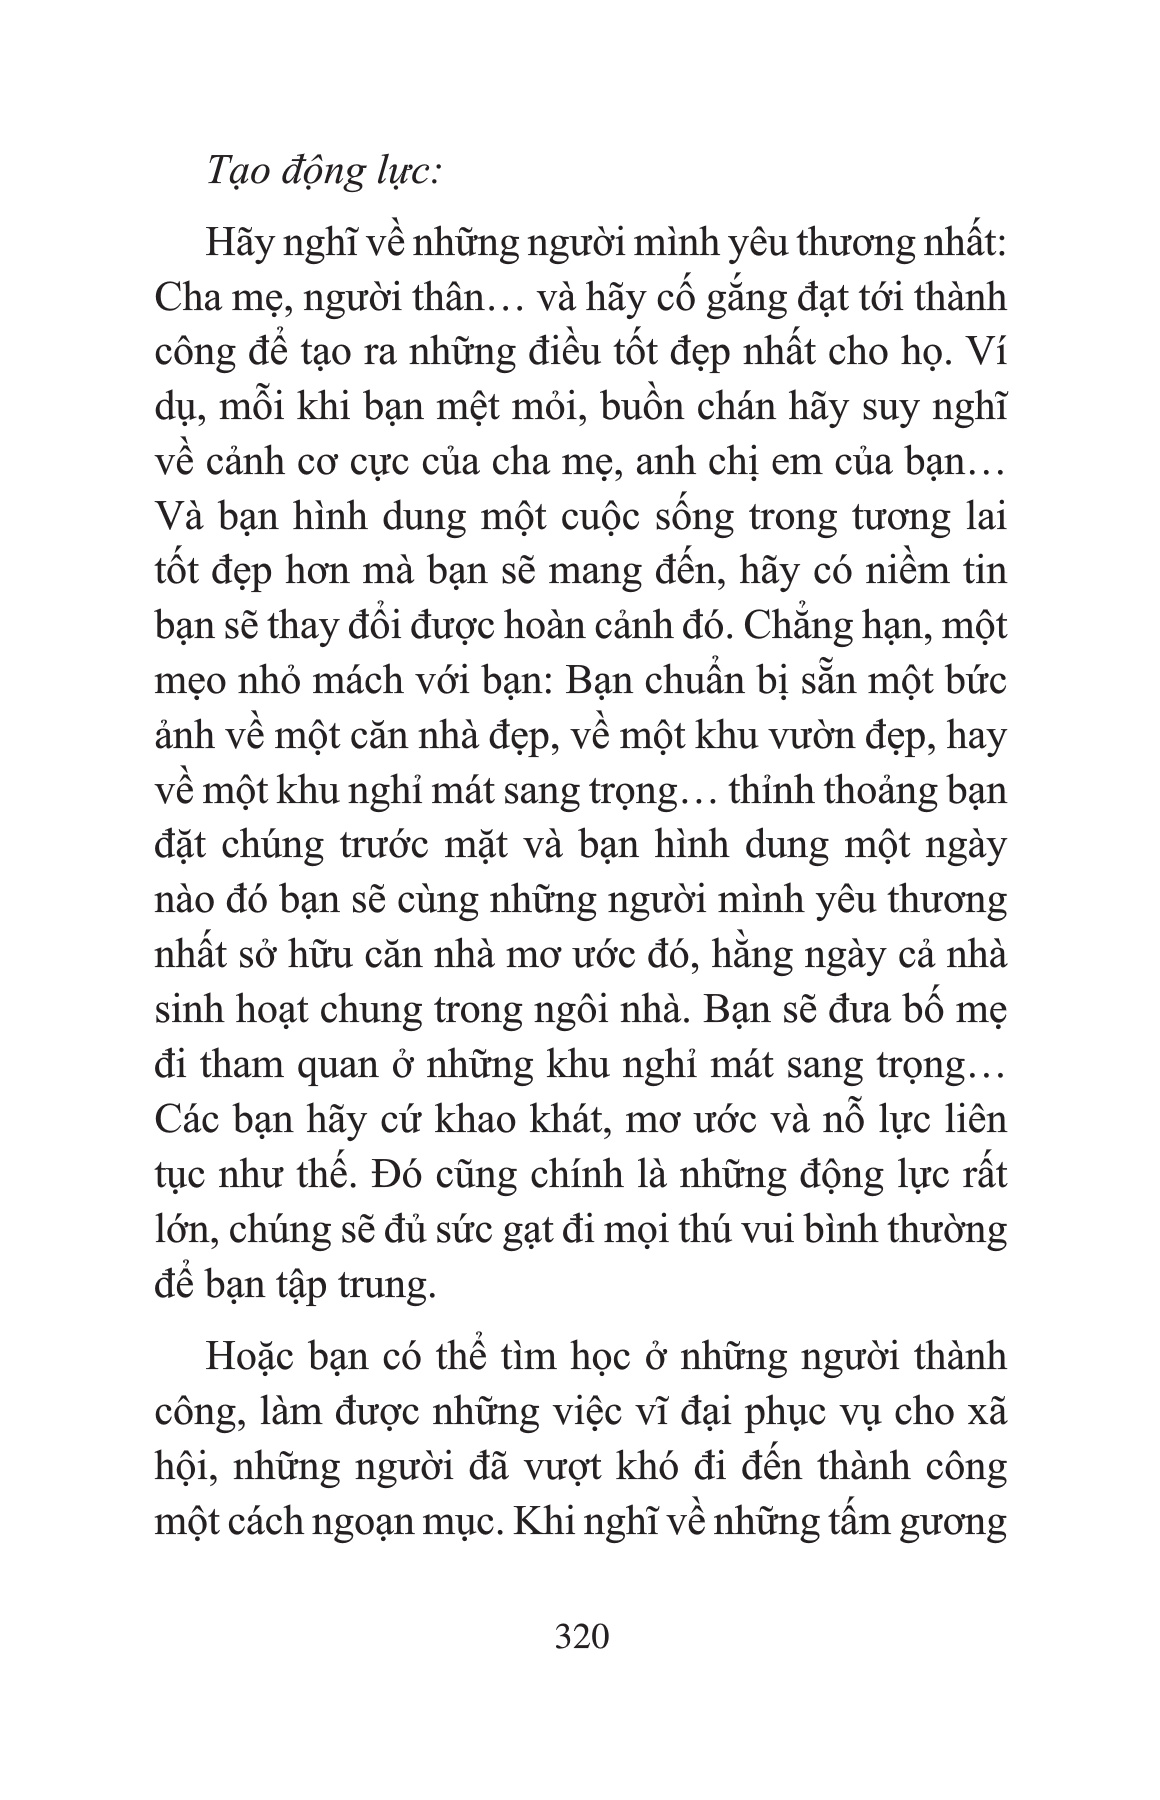 Tạo động lực:
Hãy nghĩ về những người mình yêu thương nhất:
Cha mẹ, người thân… và hãy cố gắng đạt tới thành
công để tạo ra những điều tốt đẹp nhất cho họ. Ví
dụ, mỗi khi bạn mệt mỏi, buồn chán hãy suy nghĩ
về cảnh cơ cực của cha mẹ, anh chị em của bạn…
Và bạn hình dung một cuộc sống trong tương lai
tốt đẹp hơn mà bạn sẽ mang đến, hãy có niềm tin
bạn sẽ thay đổi được hoàn cảnh đó. Chẳng hạn, một
mẹo nhỏ mách với bạn: Bạn chuẩn bị sẵn một bức
ảnh về một căn nhà đẹp, về một khu vườn đẹp, hay
về một khu nghỉ mát sang trọng… thỉnh thoảng bạn
đặt chúng trước mặt và bạn hình dung một ngày
nào đó bạn sẽ cùng những người mình yêu thương
nhất sở hữu căn nhà mơ ước đó, hằng ngày cả nhà
sinh hoạt chung trong ngôi nhà. Bạn sẽ đưa bố mẹ
đi tham quan ở những khu nghỉ mát sang trọng…
Các bạn hãy cứ khao khát, mơ ước và nỗ lực liên
tục như thế. Đó cũng chính là những động lực rất
lớn, chúng sẽ đủ sức gạt đi mọi thú vui bình thường
để bạn tập trung.
Hoặc bạn có thể tìm học ở những người thành
công, làm được những việc vĩ đại phục vụ cho xã
hội, những người đã vượt khó đi đến thành công
một cách ngoạn mục. Khi nghĩ về những tấm gương
320